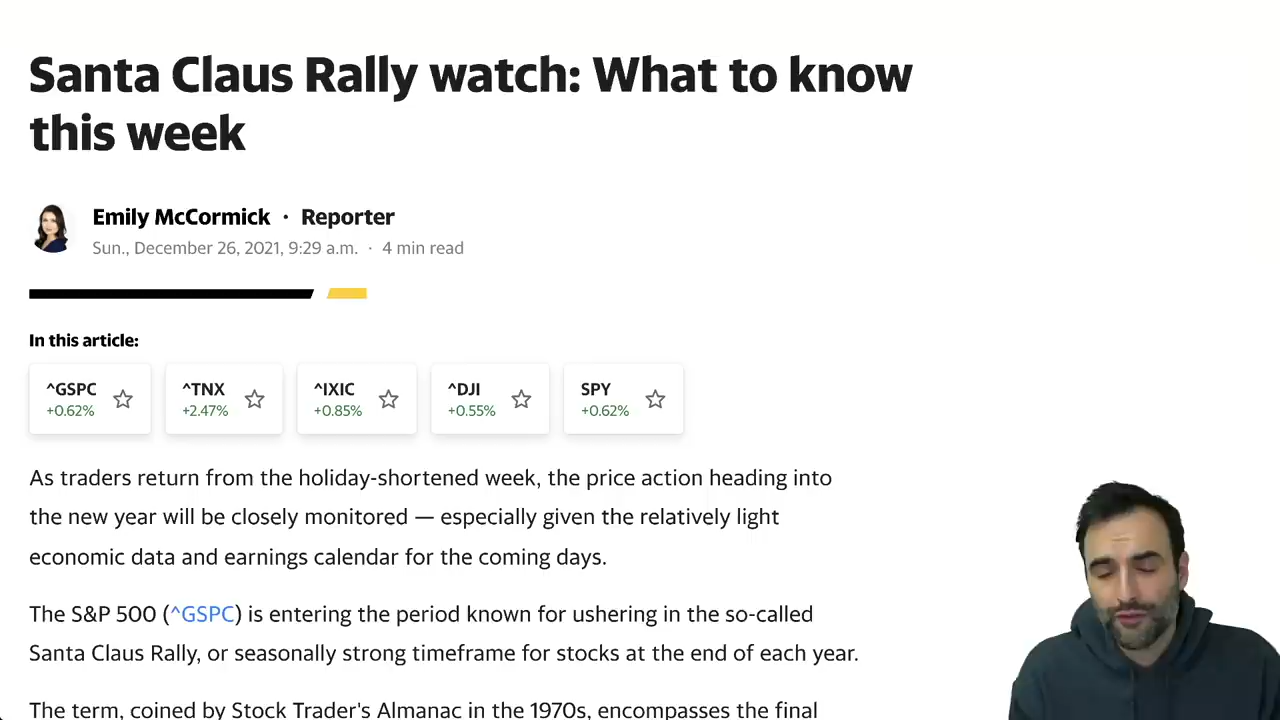 Santa Claus Rally watch: What to know
this week
Emily McCormick · Reporter
Sun., December 26, 2021, 9:29 a.m. · 4 min read
In this article:
^GSPC
+0.62%
^TNX
+2.47%
^IXIC
+0.85%
^DJI
+0.55%
SPY
+0.62%
As traders return from the holiday-shortened week, the price action heading into
the new year will be closely monitored — especially given the relatively light
economic data and earnings calendar for the coming days.
The S&P 500 (^GSPC) is entering the period known for ushering in the so-called
Santa Claus Rally, or seasonally strong timeframe for stocks at the end of each year.
The term, coined by Stock Trader's Almanac in the 1970s, encompasses the final